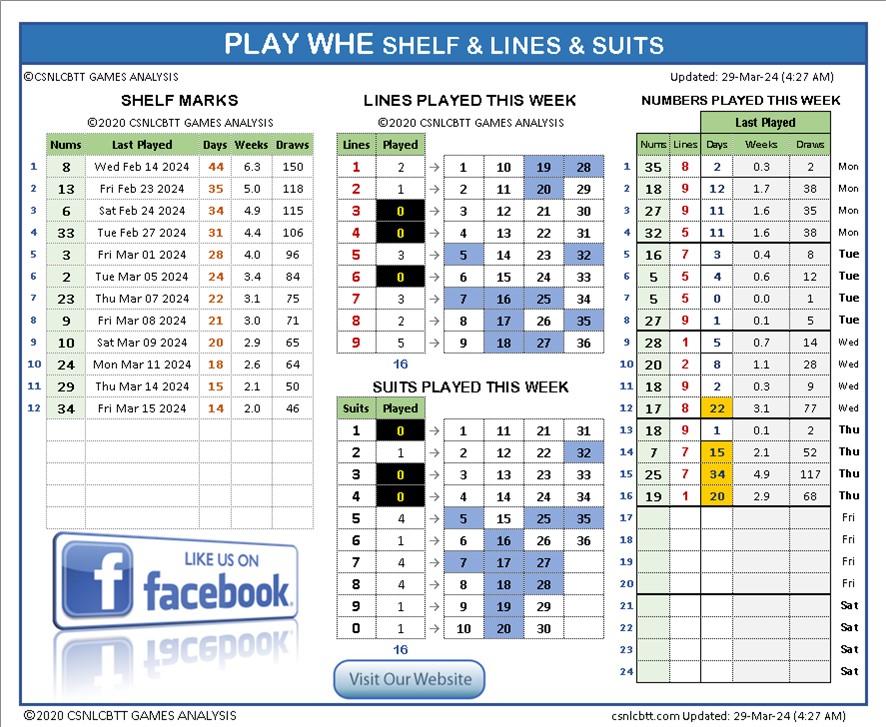 PLAY WHE SHELF & LINES & SUITS
©CSNLCBTT GAMES ANALYSIS
Updated: 29-Mar-24 (4:27 AM)
SHELF MARKS
©2020 CSNLCBTT GAMES ANALYSIS
Nums Last Played Days Weeks Draws
1 8 Wed Feb 14 2024 44 6.3 150
2 13 Fri Feb 23 2024 35 5.0 118
3 6 Sat Feb 24 2024 34 4.9 115
4 33 Tue Feb 27 2024 31 4.4 106
5 3 Fri Mar 01 2024 28 4.0 96
6 2 Tue Mar 05 2024 24 3.4 84
7 23 Thu Mar 07 2024 22 3.1 75
8 9 Fri Mar 08 2024 21 3.0 71
9 10 Sat Mar 09 2024 20 2.9 65
10 24 Mon Mar 11 2024 18 2.6 64
11 29 Thu Mar 14 2024 15 2.1 50
12 34 Fri Mar 15 2024 14 2.0 46
LIKE US ON
facebook.
LINES PLAYED THIS WEEK
©2020 CSNLCBTT GAMES ANALYSIS
Lines Played
1 2 → 1 10 19 28
2 1 → 2 11 20 29
3 0 → 3 12 21 30
4 0 → 4 13 22 31
5 3 → 5 14 23 32
6 0 → 6 15 24 33
7 3 → 7 16 25 34
8 2 → 8 17 26 35
9 5 → 9 18 27 36
16
SUITS PLAYED THIS WEEK
Suits Played
1 0 → 1 11 21 31
2 1 → 2 12 22 32
3 0 → 3 13 23 33
4 0 → 4 14 24 34
5 4 → 5 15 25 35
6 1 → 6 16 26 36
7 4 → 7 17 27
8 4 → 8 18 28
9 1 → 9 19 29
0 1 → 10 20 30
16
Visit Our Website
NUMBERS PLAYED THIS WEEK
Last Played
Nums Lines Days Weeks Draws
1 35 8 2 0.3 2 Mon
2 18 9 12 1.7 38 Mon
3 27 9 11 1.6 35 Mon
4 32 5 11 1.6 38 Mon
5 16 7 3 0.4 8 Tue
6 5 5 4 0.6 12 Tue
7 5 5 0 0.0 1 Tue
8 27 9 1 0.1 5 Tue
9 28 1 5 0.7 14 Wed
10 20 2 8 1.1 28 Wed
11 18 9 2 0.3 9 Wed
12 17 8 22 3.1 77 Wed
13 18 9 1 0.1 2 Thu
14 7 7 15 2.1 52 Thu
15 25 7 34 4.9 117 Thu
16 19 1 20 2.9 68 Thu
17 Fri
18 Fri
19 Fri
20 Fri
21 Sat
22 Sat
23 Sat
24 Sat
©2020 CSNLCBTT GAMES ANALYSIS
csnlcbtt.com Updated: 29-Mar-24 (4:27 AM)